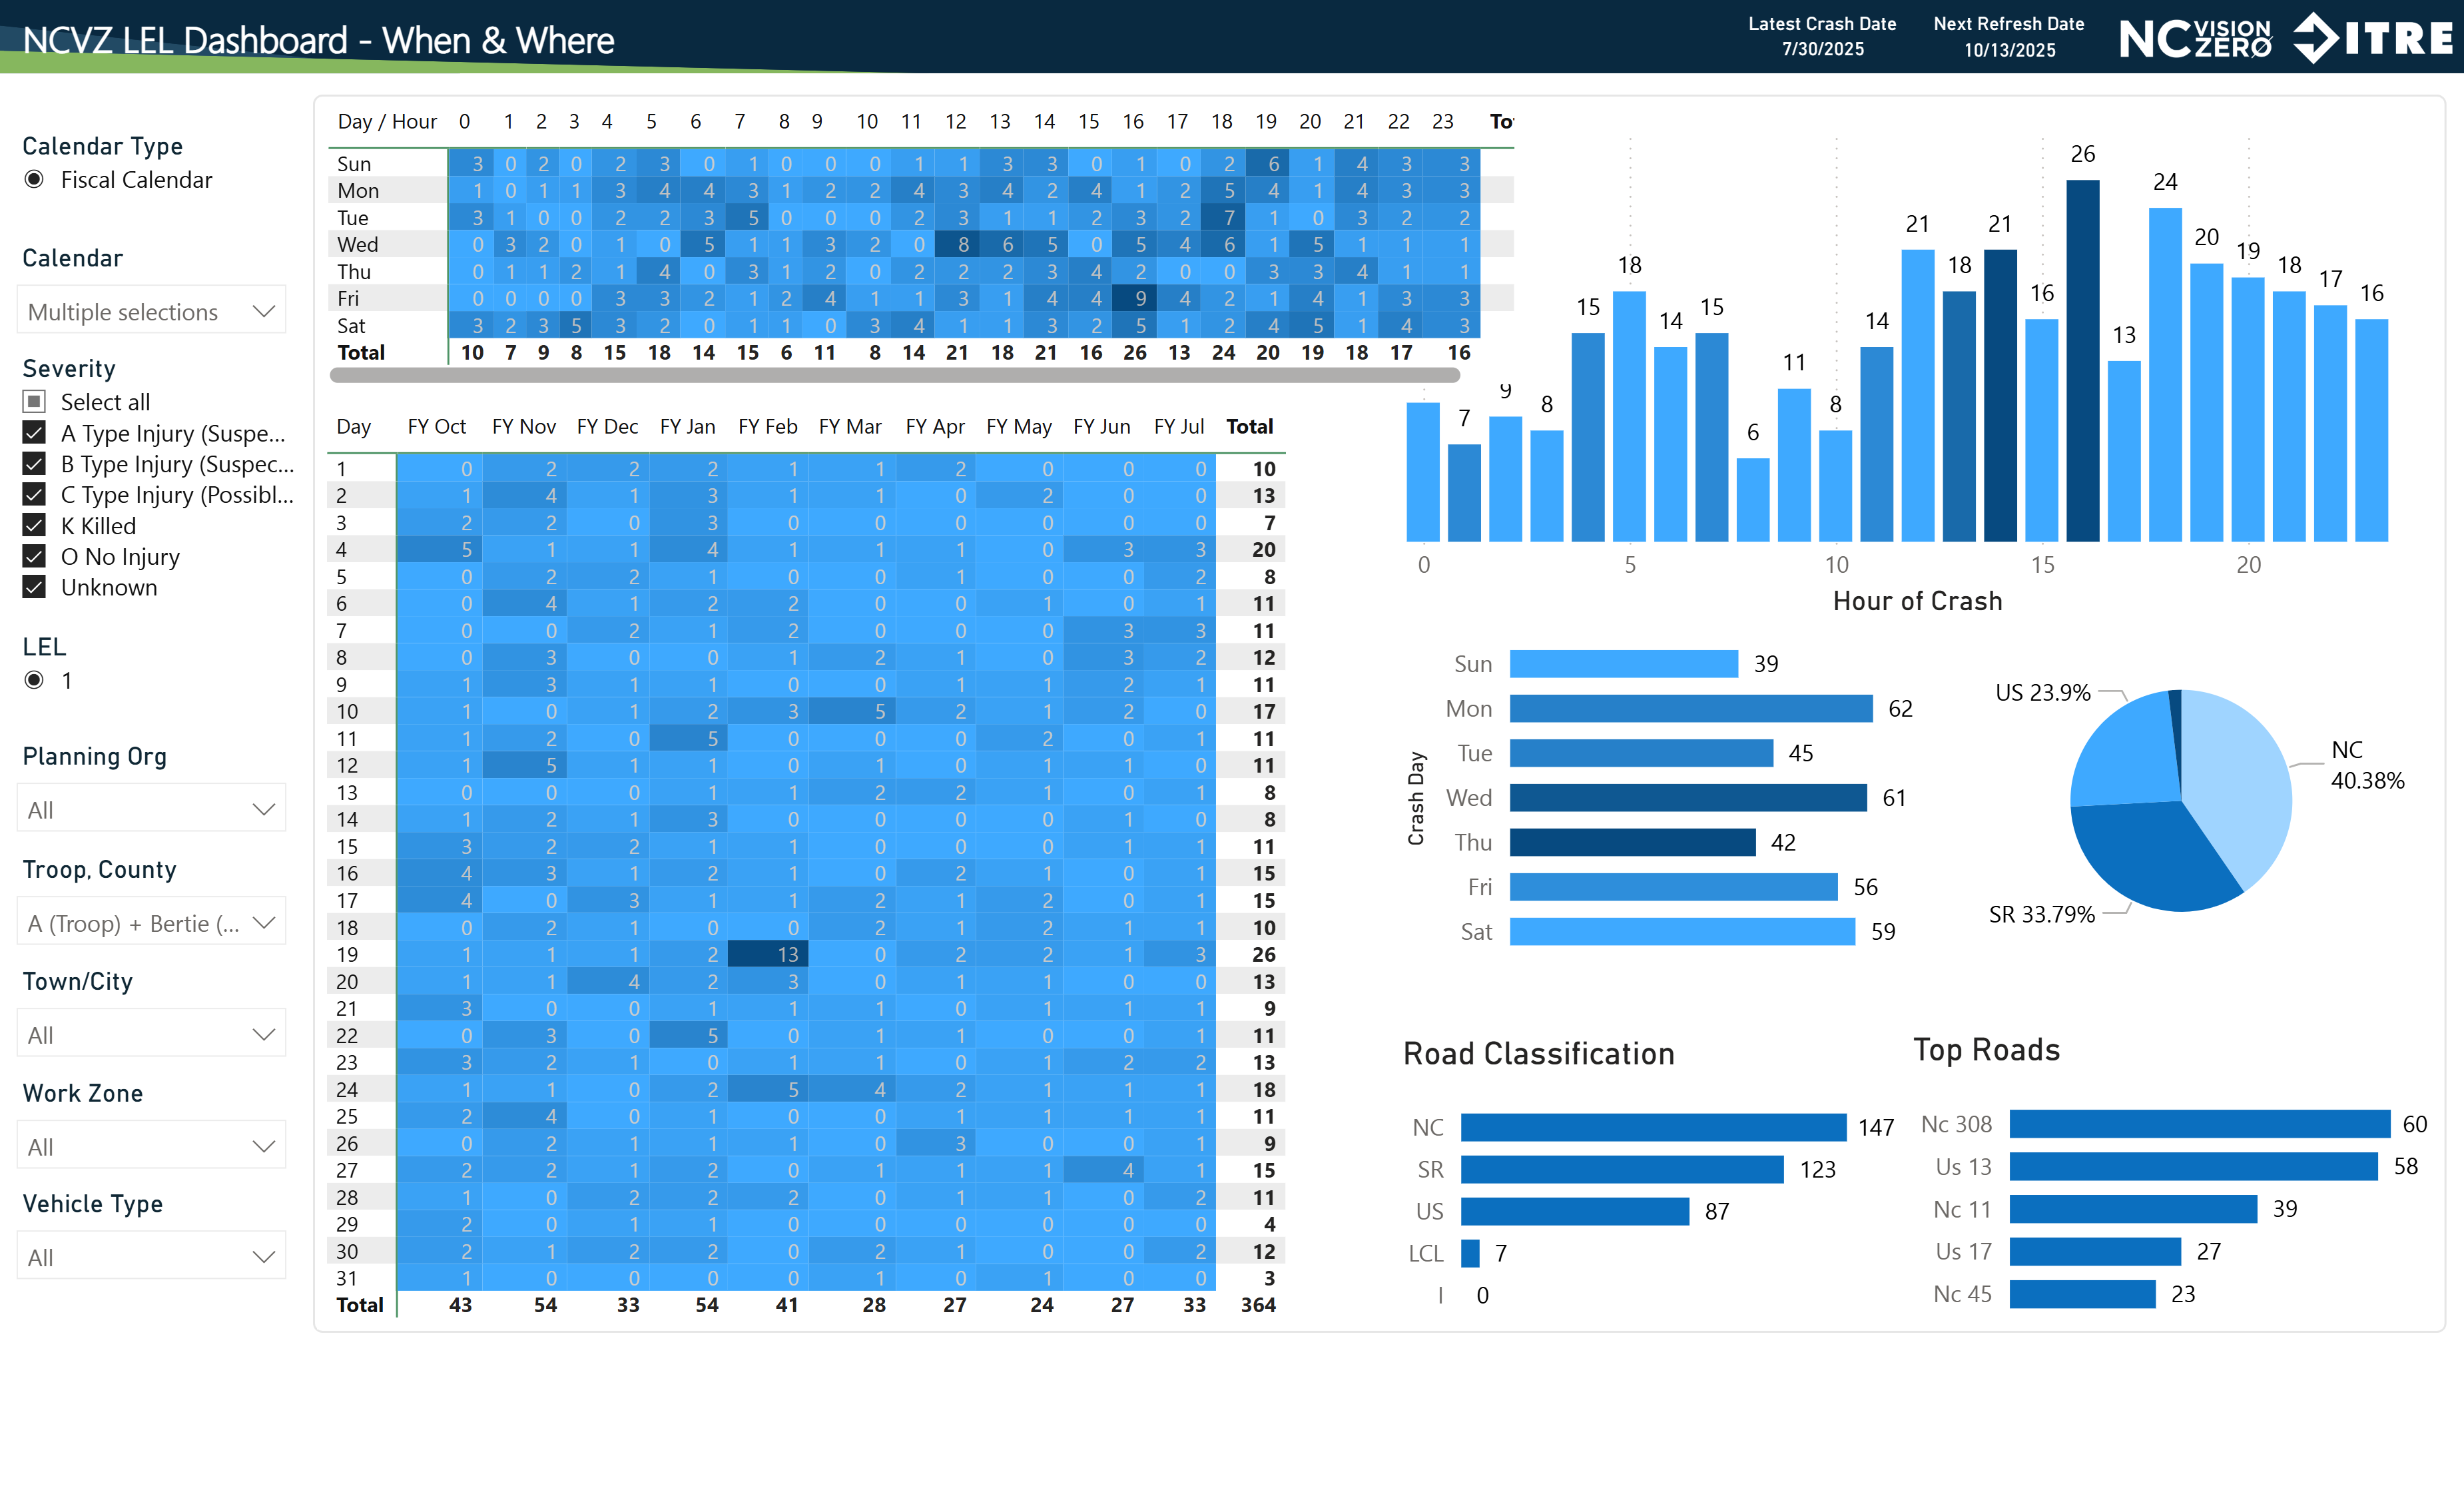 NCVZ LEL Dashboard - When & Where
Latest Crash Date
7/30/2025
Next Refresh Date
10/13/2025
NC VISION ZERO
ITRE
Calendar Type
Fiscal Calendar
Calendar
Multiple selections
Severity
Select all
A Type Injury (Suspe...
B Type Injury (Suspec...
C Type Injury (Possibl...
K Killed
O No Injury
Unknown
LEL
1
Planning Org
All
Troop, County
A (Troop) + Bertie (...
Town/City
All
Work Zone
All
Vehicle Type
All
Day / Hour 0 1 2 3 4 5 6 7 8 9 10 11 12 13 14 15 16 17 18 19 20 21 22 23 To
Sun 3 0 2 0 2 3 0 1 0 0 0 1 1 3 3 0 1 0 2 6 1 4 3 3
Mon 1 0 1 1 3 4 4 3 1 2 2 4 3 4 2 4 1 2 5 4 1 4 3 3
Tue 3 1 0 0 2 2 3 5 0 0 0 2 3 1 1 2 3 2 7 1 0 3 2 2
Wed 0 3 2 0 1 0 5 1 1 3 2 0 8 6 5 0 5 4 6 1 5 1 1 1
Thu 0 1 1 2 1 4 0 3 1 2 0 2 2 2 3 4 2 0 0 3 3 4 1 1
Fri 0 0 0 0 3 3 2 1 2 4 1 1 3 1 4 4 9 4 2 1 4 1 3 3
Sat 3 2 3 5 3 2 0 1 1 0 3 4 1 1 3 2 5 1 2 4 5 1 4 3
Total 10 7 9 8 15 18 14 15 6 11 8 14 21 18 21 16 26 13 24 20 19 18 17 16
Day FY Oct FY Nov FY Dec FY Jan FY Feb FY Mar FY Apr FY May FY Jun FY Jul Total
1 0 2 2 2 1 1 2 0 0 0 10
2 1 4 1 3 1 1 0 2 0 0 13
3 2 2 0 3 0 0 0 0 0 0 7
4 5 1 1 4 1 1 1 0 3 3 20
5 0 2 2 1 0 0 1 0 0 2 8
6 0 4 1 2 2 0 0 1 0 1 11
7 0 0 2 1 2 0 0 0 3 3 11
8 0 3 0 0 1 2 1 0 3 2 12
9 1 3 1 1 0 0 1 1 2 1 11
10 1 0 1 2 3 5 2 1 2 0 17
11 1 2 0 5 0 0 0 2 0 1 11
12 1 5 1 1 0 1 0 1 1 0 11
13 0 0 0 1 1 2 2 1 0 1 8
14 1 2 1 3 0 0 0 0 1 0 8
15 3 2 2 1 1 0 0 0 1 1 11
16 4 3 1 2 1 0 2 1 0 1 15
17 4 0 3 1 1 2 1 2 0 1 15
18 0 2 1 0 0 2 1 2 1 1 10
19 1 1 1 2 13 0 2 2 1 3 26
20 1 1 4 2 3 0 1 1 0 0 13
21 3 0 0 1 1 1 0 1 1 1 9
22 0 3 0 5 0 1 1 0 0 1 11
23 3 2 1 0 1 1 0 1 2 2 13
24 1 1 0 2 5 4 2 1 1 1 18
25 2 4 0 1 0 0 1 1 1 1 11
26 0 2 1 1 1 0 3 0 0 1 9
27 2 2 1 2 0 1 1 1 4 1 15
28 1 0 2 2 2 0 1 1 0 2 11
29 2 0 1 1 0 0 0 0 0 0 4
30 2 1 2 2 0 2 1 0 0 2 12
31 1 0 0 0 0 1 0 1 0 0 3
Total 43 54 33 54 41 28 27 24 27 33 364
7 9 8 15 18 14 15 6 11 8 14 21 18 21 16 26 13 24 20 19 18 17 16
0 5 10 15 20
Hour of Crash
Crash Day
Sun 39
Mon 62
Tue 45
Wed 61
Thu 42
Fri 56
Sat 59
US 23.9%
NC
40.38%
SR 33.79%
Road Classification
NC 147
SR 123
US 87
LCL 7
I 0
Top Roads
Nc 308 60
Us 13 58
Nc 11 39
Us 17 27
Nc 45 23